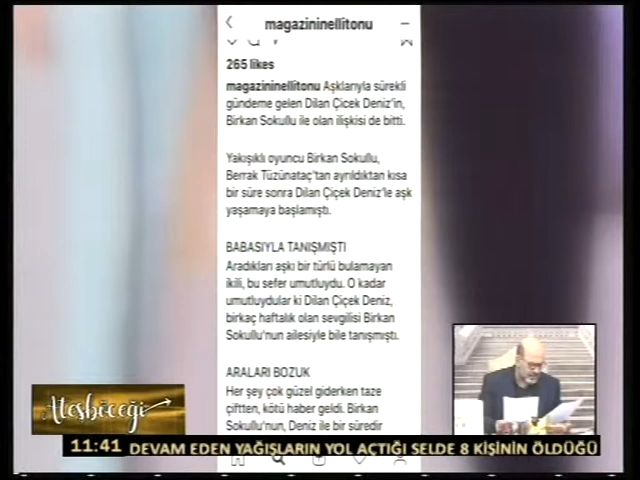 magazininellitonu
265 likes
magazininellitonu Aşklarıyla sürekli
gündeme gelen Dilan Çiçek Deniz'in,
Birkan Sokullu ile olan ilişkisi de bitti.
Yakışıklı oyuncu Birkan Sokullu,
Berrak Tüzünataç'tan ayrıldıktan kısa
bir süre sonra Dilan Çiçek Deniz'le aşk
yaşamaya başlamıştı.
BABASIYLA TANIŞMIŞTI
Aradıkları aşkı bir türlü bulamayan
ikili, bu sefer umutluydu. O kadar
umutluydular ki Dilan Çiçek Deniz,
birkaç haftalık olan sevgilisi Birkan
Sokullu'nun ailesiyle bile tanışmıştı.
ARALARI BOZUK
Her şey çok güzel giderken taze
çiftten, kötü haber geldi. Birkan
Sokullu'nun, Deniz ile bir süredir
Ateşböceği
11:41 DEVAM EDEN YAĞIŞLARIN YOL AÇTIĞI SELDE 8 KİŞİNİN ÖLDÜĞÜ